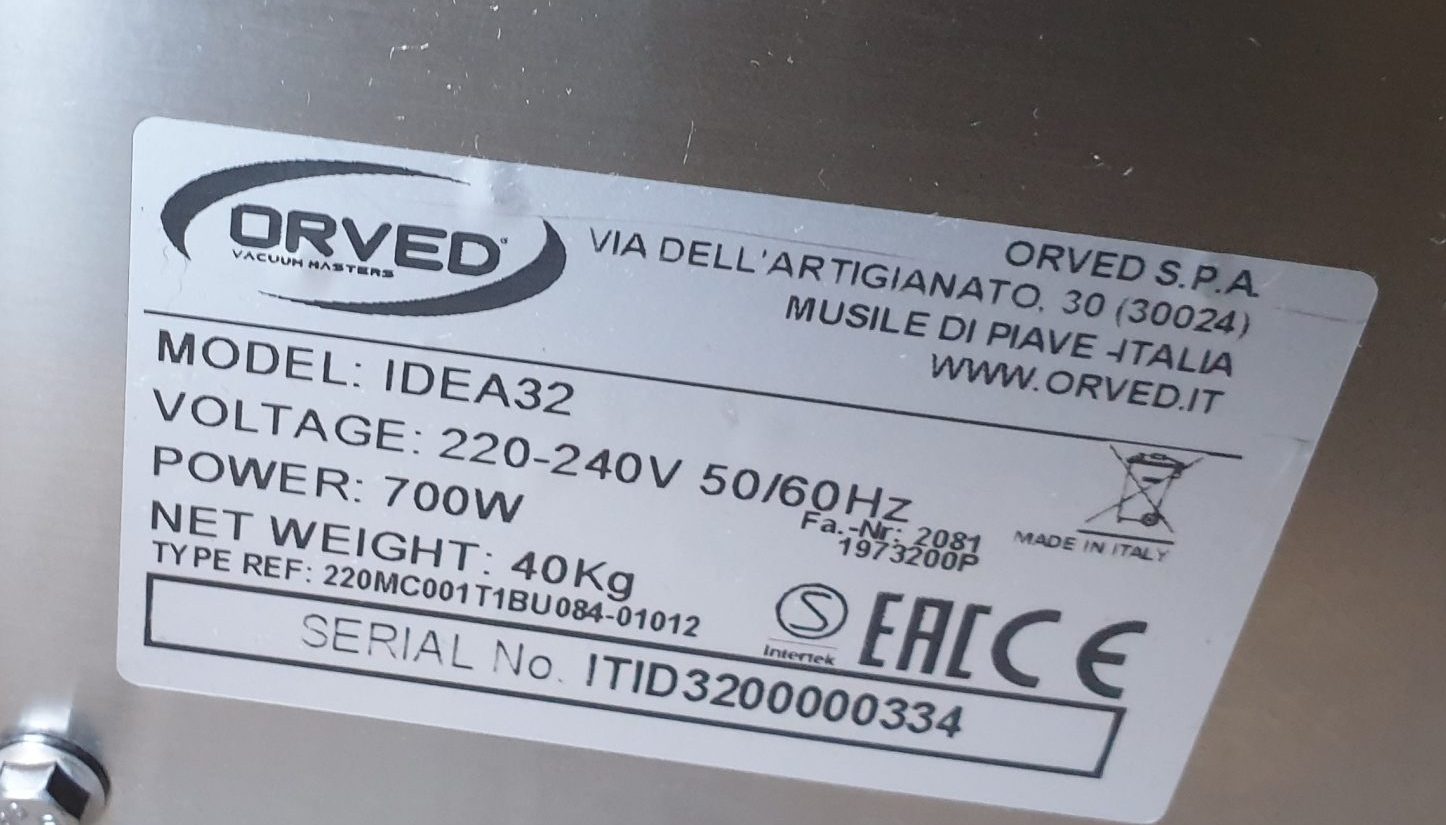 ORVED
VACUUM MASTERS
ORVED S.P.A.
VIA DELL'ARTIGIANATO, 30 (30024)
MUSILE DI PIAVE -ITALIA
WWW.ORVED.IT
MODEL: IDEA32
VOLTAGE: 220-240V 50/60Hz
POWER: 700W
Fa.-Nr: 2081
1973200P
MADE IN ITALY
NET WEIGHT: 40Kg
TYPE REF: 220MC001T1BU084-01012
S
Intertek
EAC CE
SERIAL No. ITID3200000334